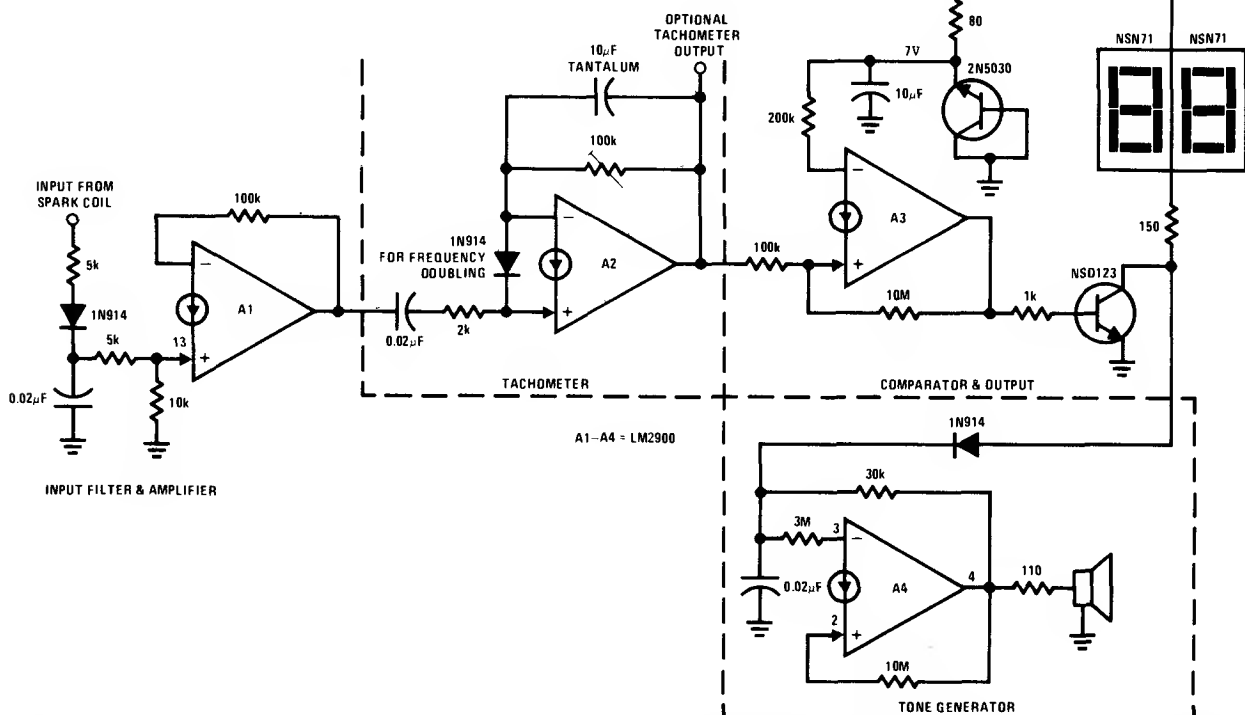 OPTIONAL
TACHOMETER
OUTPUT
10µF
TANTALUM
100k
1N914
FOR FREQUENCY
DOUBLING
A2
0.02µF
2k
TACHOMETER
INPUT FROM
SPARK COIL
5k
1N914
5k
0.02µF
10k
100k
13
A1
INPUT FILTER & AMPLIFIER
80
7V
2N5030
10µF
200k
A3
100k
10M
1k
NSD123
150
NSN71
NSN71
88
COMPARATOR & OUTPUT
A1–A4 = LM2900
1N914
30k
3M
3
0.02µF
A4
4
2
110
10M
TONE GENERATOR